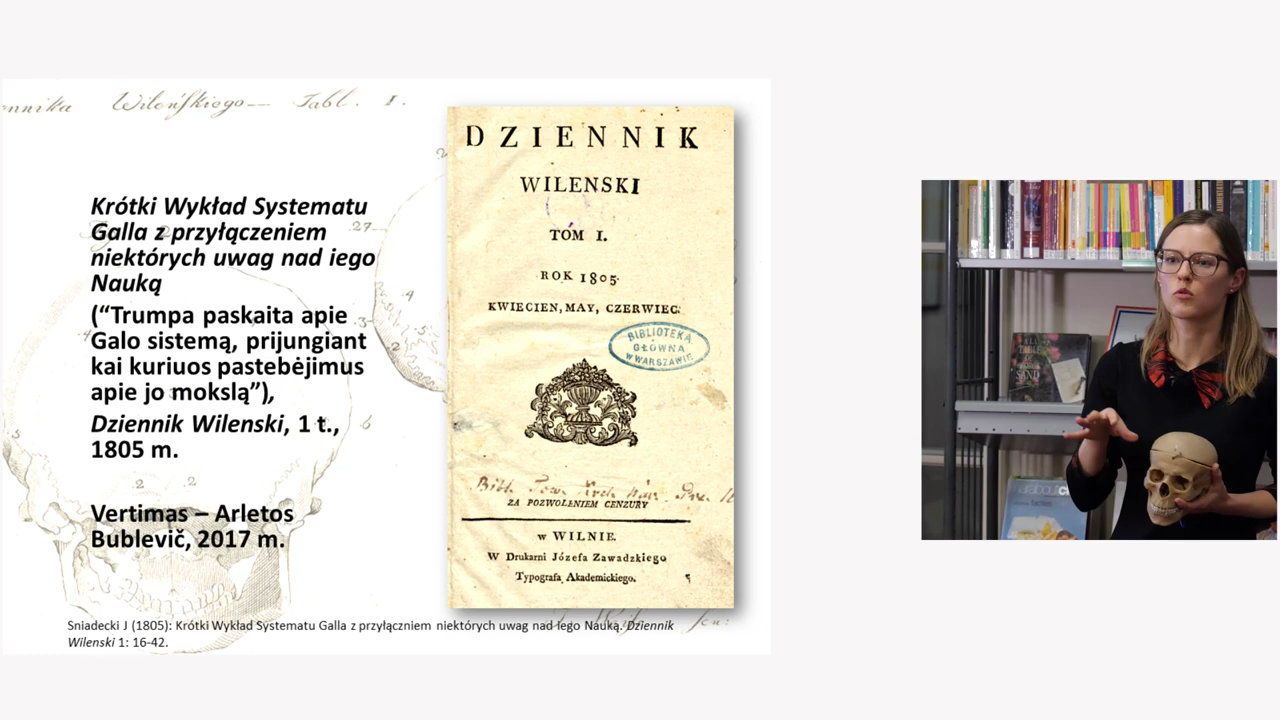 Wileńskiego — Tabl. I.
Krótki Wykład Systematu
Galla z przyłączeniem
niektórych uwag nad iego
Nauką
(“Trumpa paskaita apie
Galo sistemą, prijungiant
kai kuriuos pastebėjimus
apie jo mokslą”),
Dziennik Wilenski, 1 t.,
1805 m.
Vertimas – Arletos
Bublevič, 2017 m.
DZIENNIK
WILENSKI
TOM I.
ROK 1805.
KWIECIEN, MAY, CZERWIEC.
BIBLIOTEKA
GŁÓWNA
W WARSZAWIE
ZA POZWOLENIEM CENZURY
w WILNIE.
W Drukarni Józefa Zawadzkiego
Typografa Akademickiego.
Sniadecki J (1805): Krótki Wykład Systematu Galla z przyłączniem niektórych uwag nad Iego Nauką. Dziennik
Wilenski 1: 16-42.